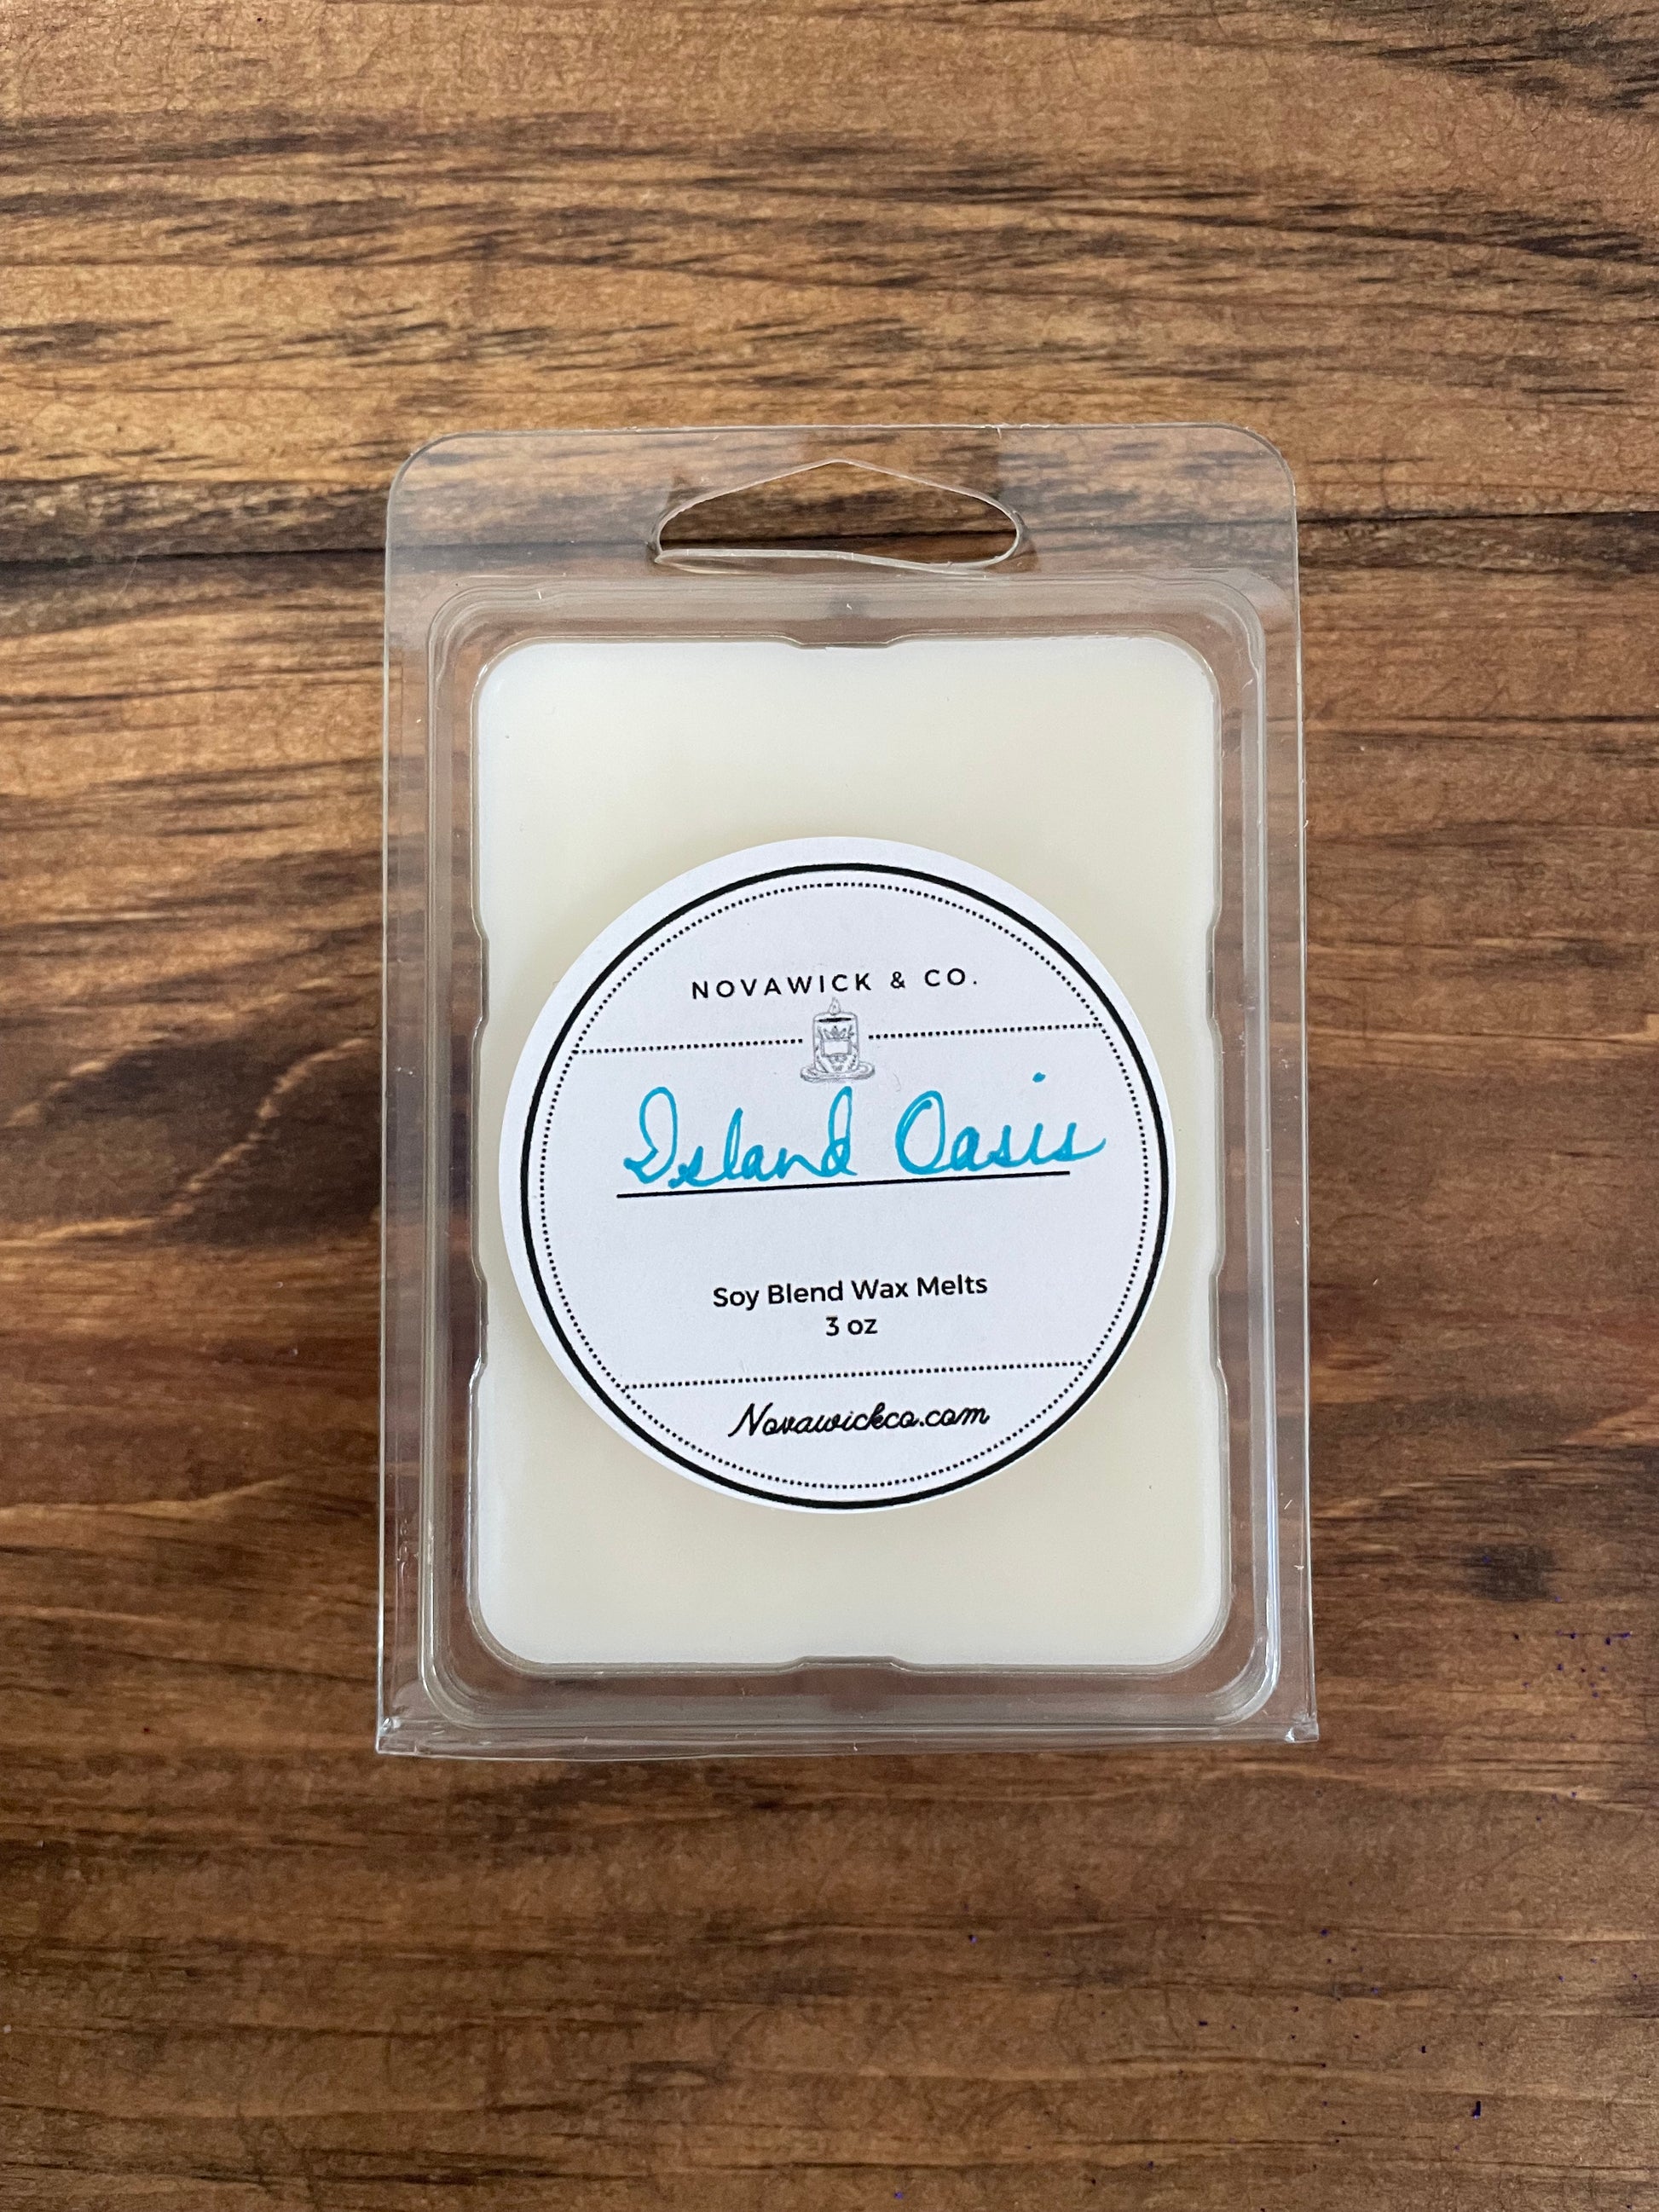 NOVAWICK & CO.
Island Oasis
Soy Blend Wax Melts
3 oz
Novawickco.com